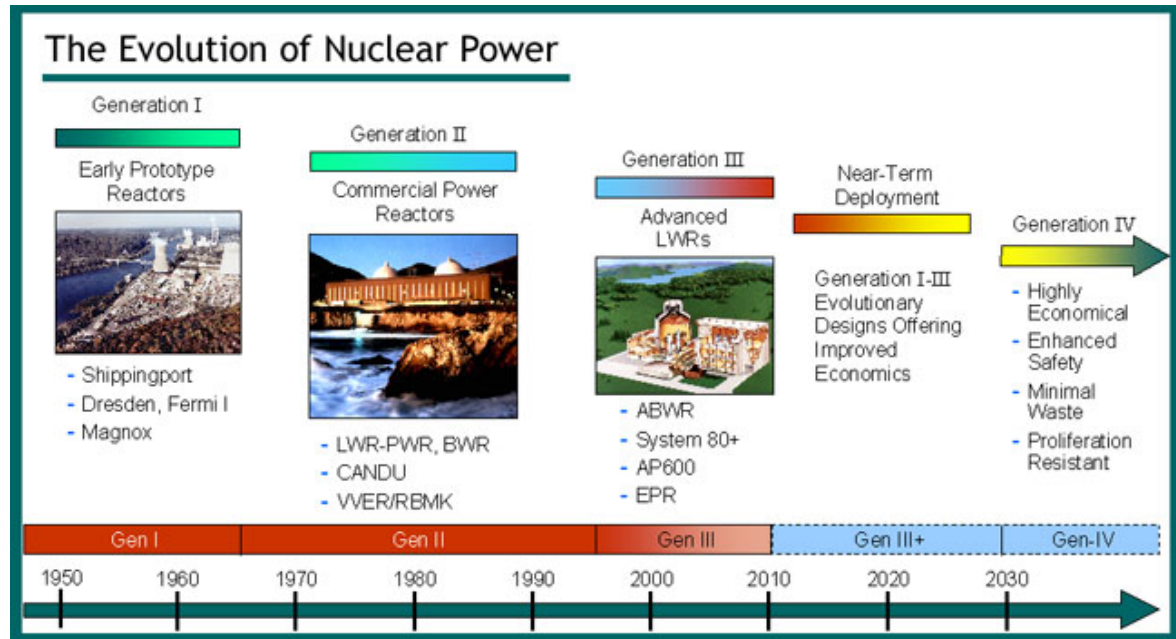 The Evolution of Nuclear Power
Generation I
Early Prototype
Reactors
- Shippingport
- Dresden, Fermi I
- Magnox
Generation II
Commercial Power
Reactors
- LWR-PWR, BWR
- CANDU
- VVER/RBMK
Generation III
Advanced
LWRs
- ABWR
- System 80+
- AP600
- EPR
Near-Term
Deployment
Generation I-III
Evolutionary
Designs Offering
Improved
Economics
Generation IV
- Highly
Economical
- Enhanced
Safety
- Minimal
Waste
- Proliferation
Resistant
Gen I
Gen II
Gen III
Gen III+
Gen-IV
1950
1960
1970
1980
1990
2000
2010
2020
2030